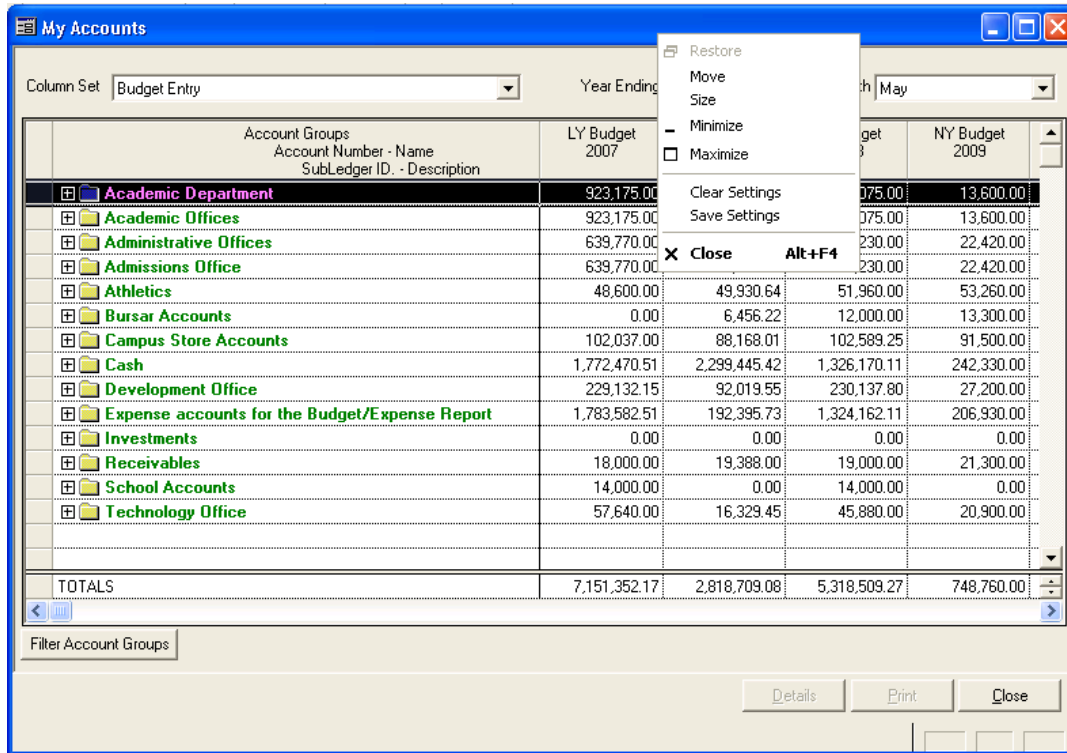 My Accounts
Column Set Budget Entry Year Ending May
Restore
Move
Size
Minimize
Maximize
Clear Settings
Save Settings
Close Alt+F4
Account Groups
Account Number - Name
SubLedger ID. - Description
LY Budget
2007
NY Budget
2009
Academic Department 923,175.00 13,600.00
Academic Offices 923,175.00 13,600.00
Administrative Offices 639,770.00 22,420.00
Admissions Office 639,770.00 22,420.00
Athletics 48,600.00 49,930.64 51,960.00 53,260.00
Bursar Accounts 0.00 6,456.22 12,000.00 13,300.00
Campus Store Accounts 102,037.00 88,168.01 102,589.25 91,500.00
Cash 1,772,470.51 2,299,445.42 1,326,170.11 242,330.00
Development Office 229,132.15 92,019.55 230,137.80 27,200.00
Expense accounts for the Budget/Expense Report 1,783,582.51 192,395.73 1,324,162.11 206,930.00
Investments 0.00 0.00 0.00 0.00
Receivables 18,000.00 19,388.00 19,000.00 21,300.00
School Accounts 14,000.00 0.00 14,000.00 0.00
Technology Office 57,640.00 16,329.45 45,880.00 20,900.00
TOTALS 7,151,352.17 2,818,709.08 5,318,509.27 748,760.00
Filter Account Groups
Details Print Close